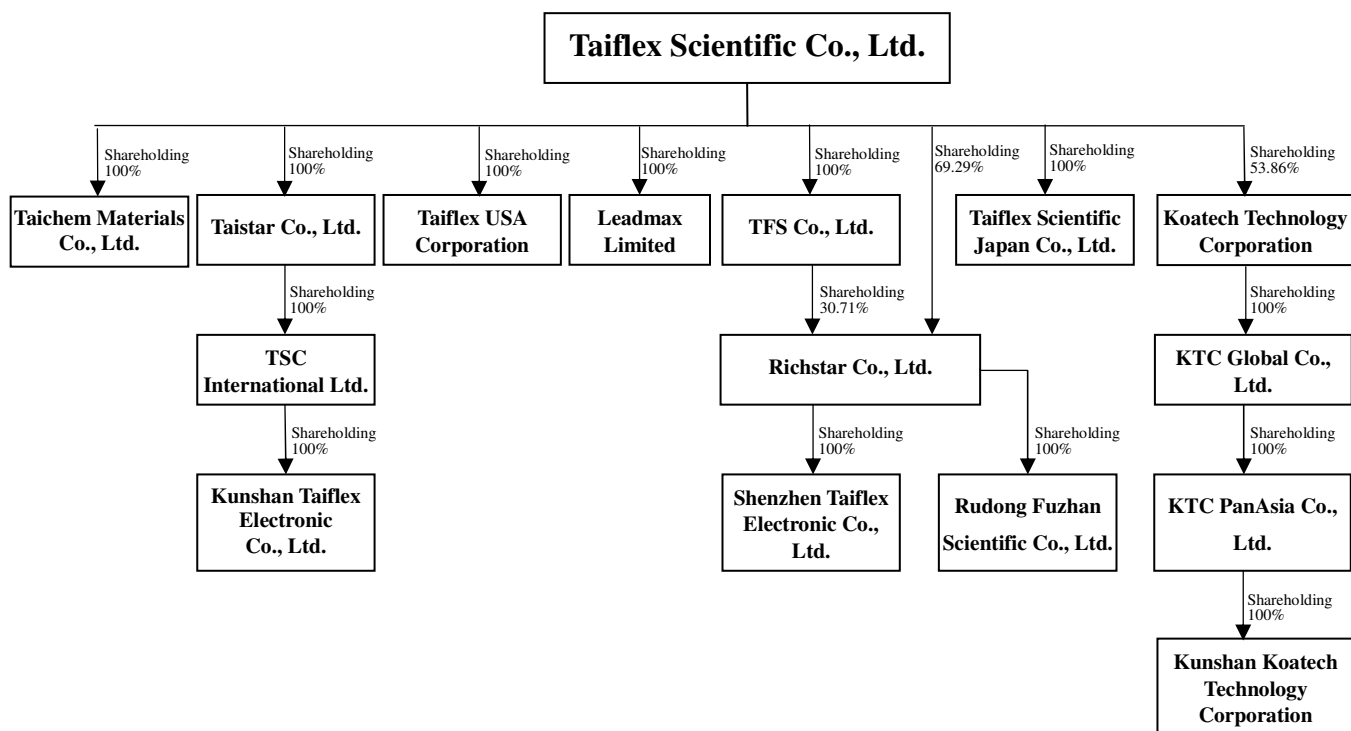 Taiflex Scientific Co., Ltd.
Shareholding
100%
Shareholding
100%
Shareholding
100%
Shareholding
100%
Shareholding
100%
Shareholding
69.29%
Shareholding
100%
Shareholding
53.86%
Taichem Materials
Co., Ltd.
Taistar Co., Ltd.
Taiflex USA
Corporation
Leadmax
Limited
TFS Co., Ltd.
Taiflex Scientific
Japan Co., Ltd.
Koatech Technology
Corporation
Shareholding
100%
Shareholding
30.71%
Shareholding
100%
TSC
International Ltd.
Richstar Co., Ltd.
KTC Global Co.,
Ltd.
Shareholding
100%
Shareholding
100%
Shareholding
100%
Shareholding
100%
Kunshan Taiflex
Electronic
Co., Ltd.
Shenzhen Taiflex
Electronic Co.,
Ltd.
Rudong Fuzhan
Scientific Co., Ltd.
KTC PanAsia Co.,
Ltd.
Shareholding
100%
Kunshan Koatech
Technology
Corporation